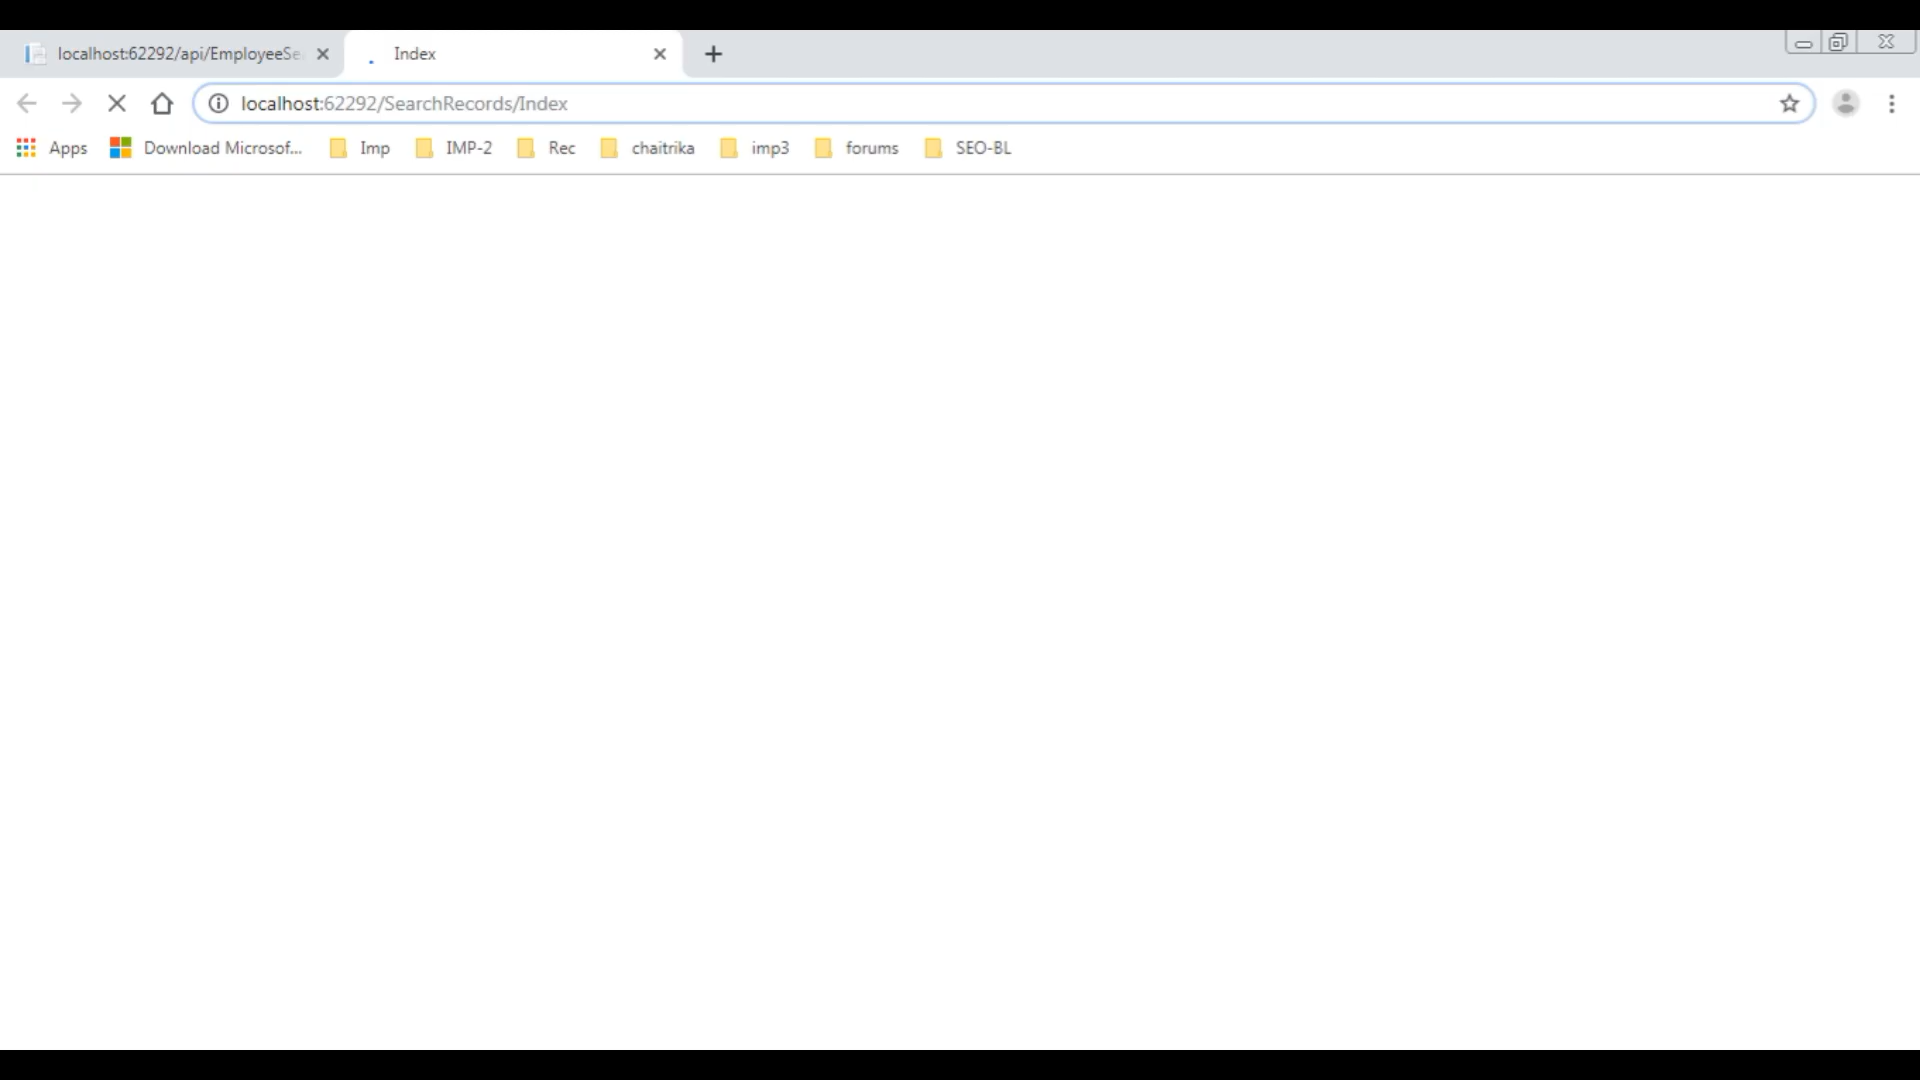 localhost:62292/api/EmployeeSe
Index
localhost:62292/SearchRecords/Index
Apps
Download Microsof...
Imp
IMP-2
Rec
chaitrika
imp3
forums
SEO-BL